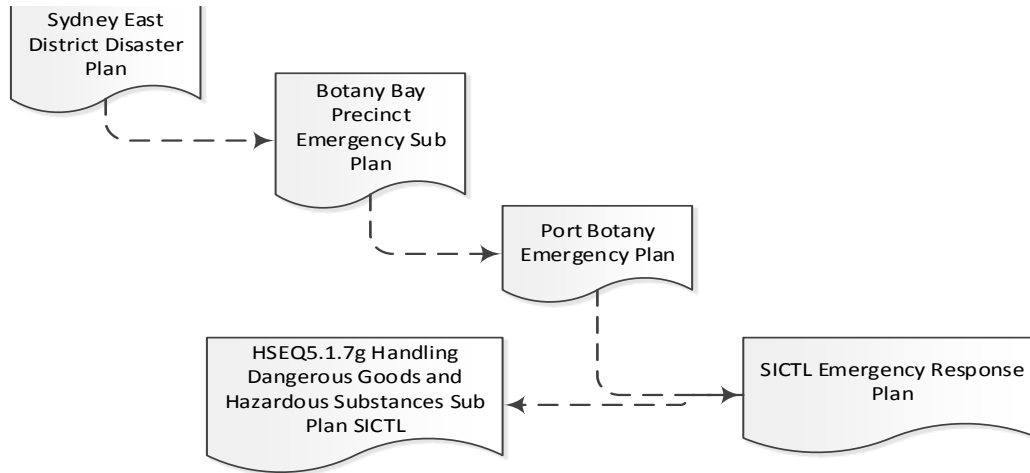 Sydney East
District Disaster
Plan
Botany Bay
Precinct
Emergency Sub
Plan
Port Botany
Emergency Plan
HSEQ5.1.7g Handling
Dangerous Goods and
Hazardous Substances Sub
Plan SICTL
SICTL Emergency Response
Plan